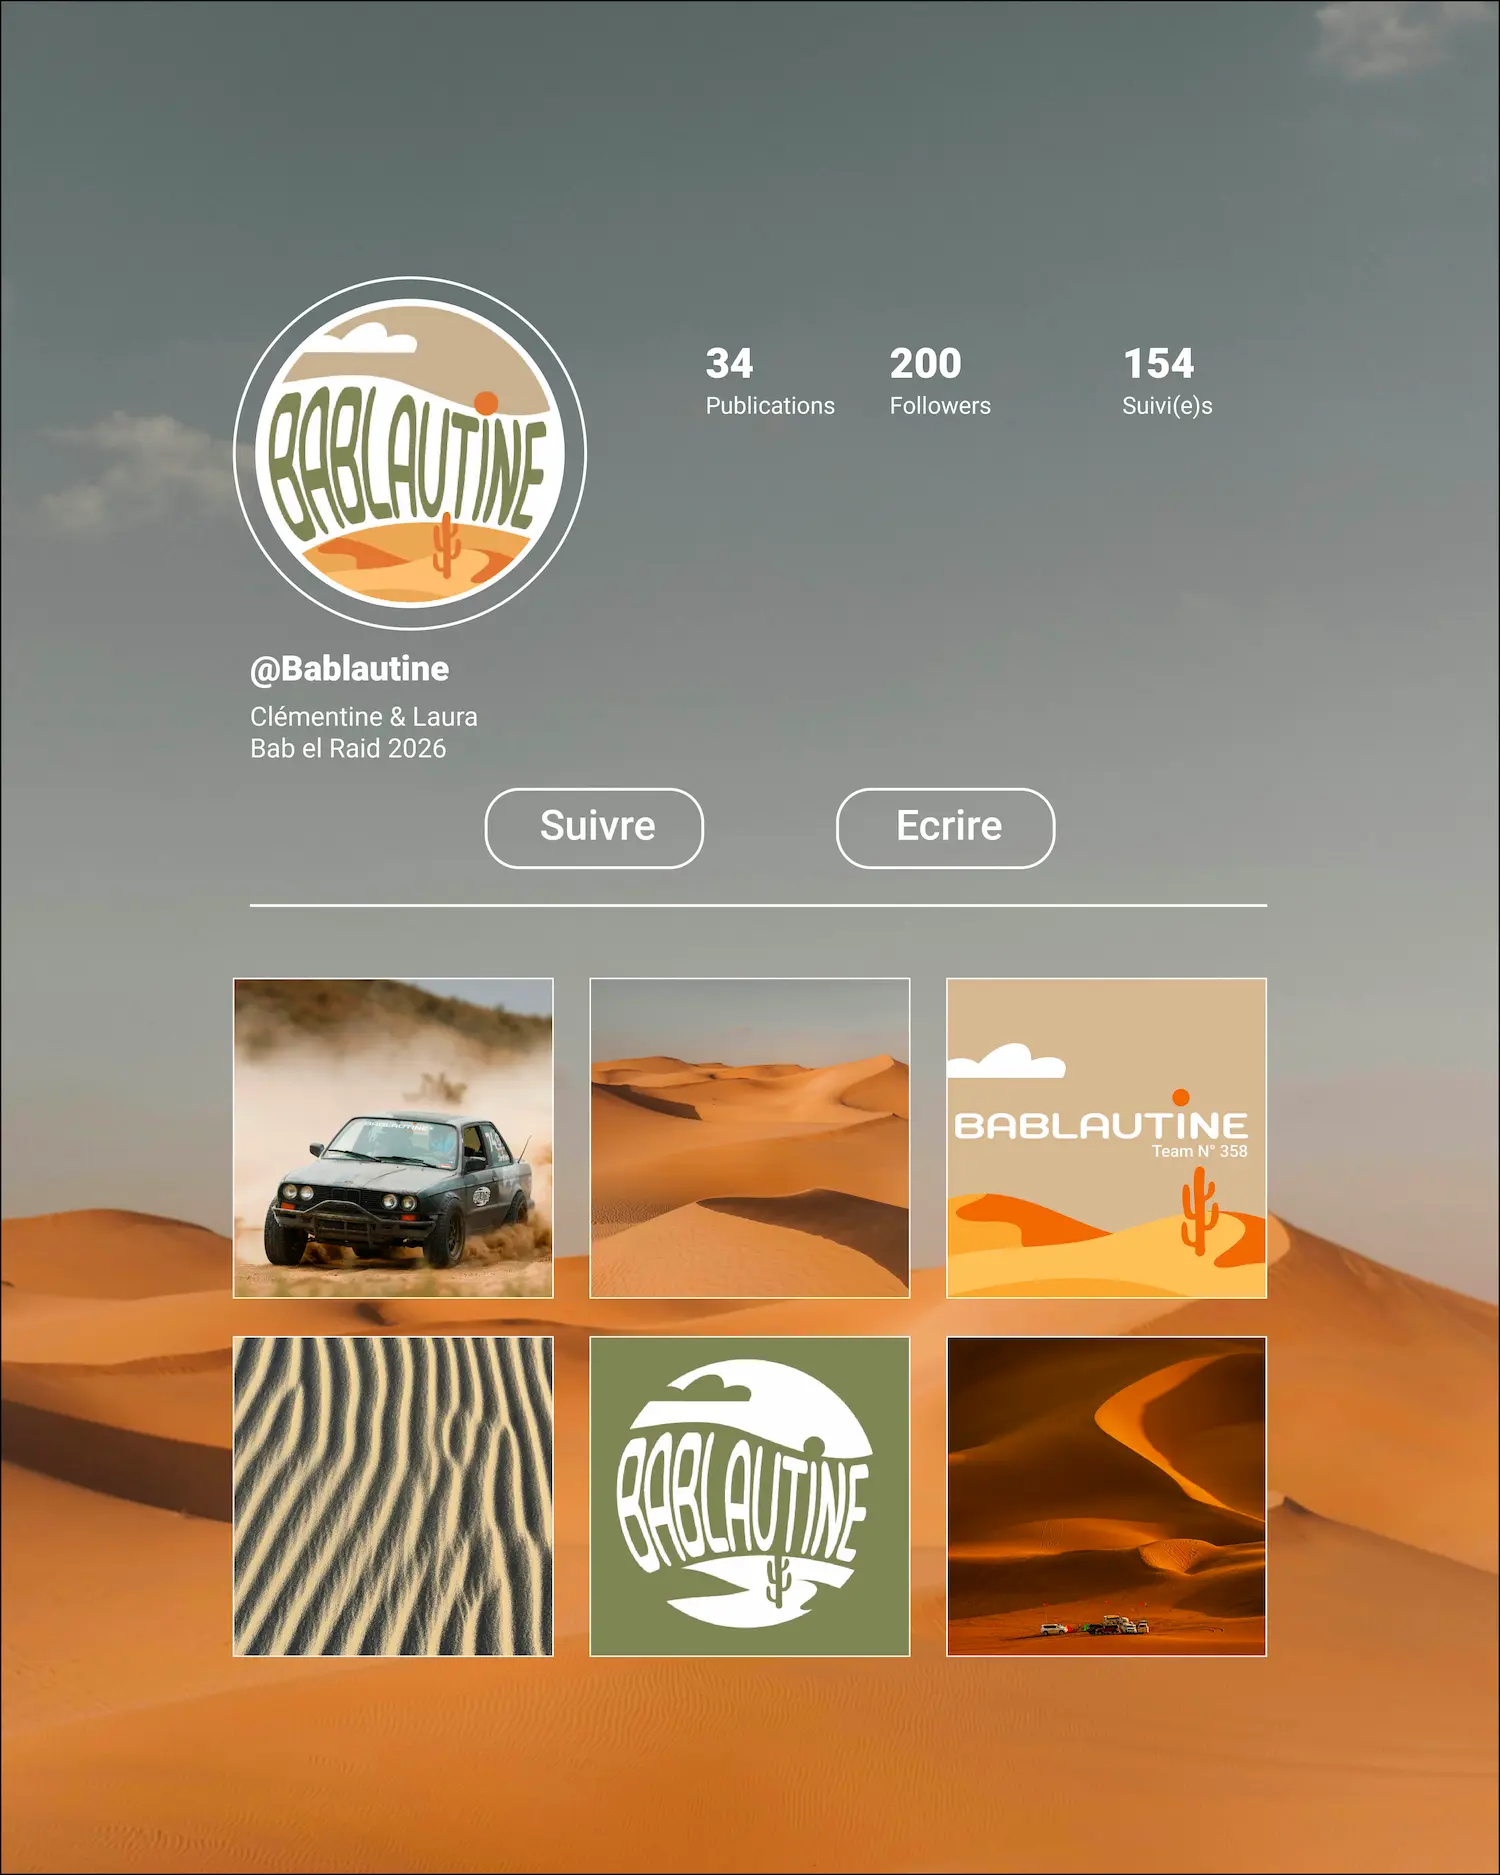 BABLAUTINE
34
Publications
200
Followers
154
Suivi(e)s
@Bablautine
Clémentine & Laura
Bab el Raid 2026
Suivre
Ecrire
BABLAUTINE
BABLAUTINE
Team N° 358
BABLAUTINE